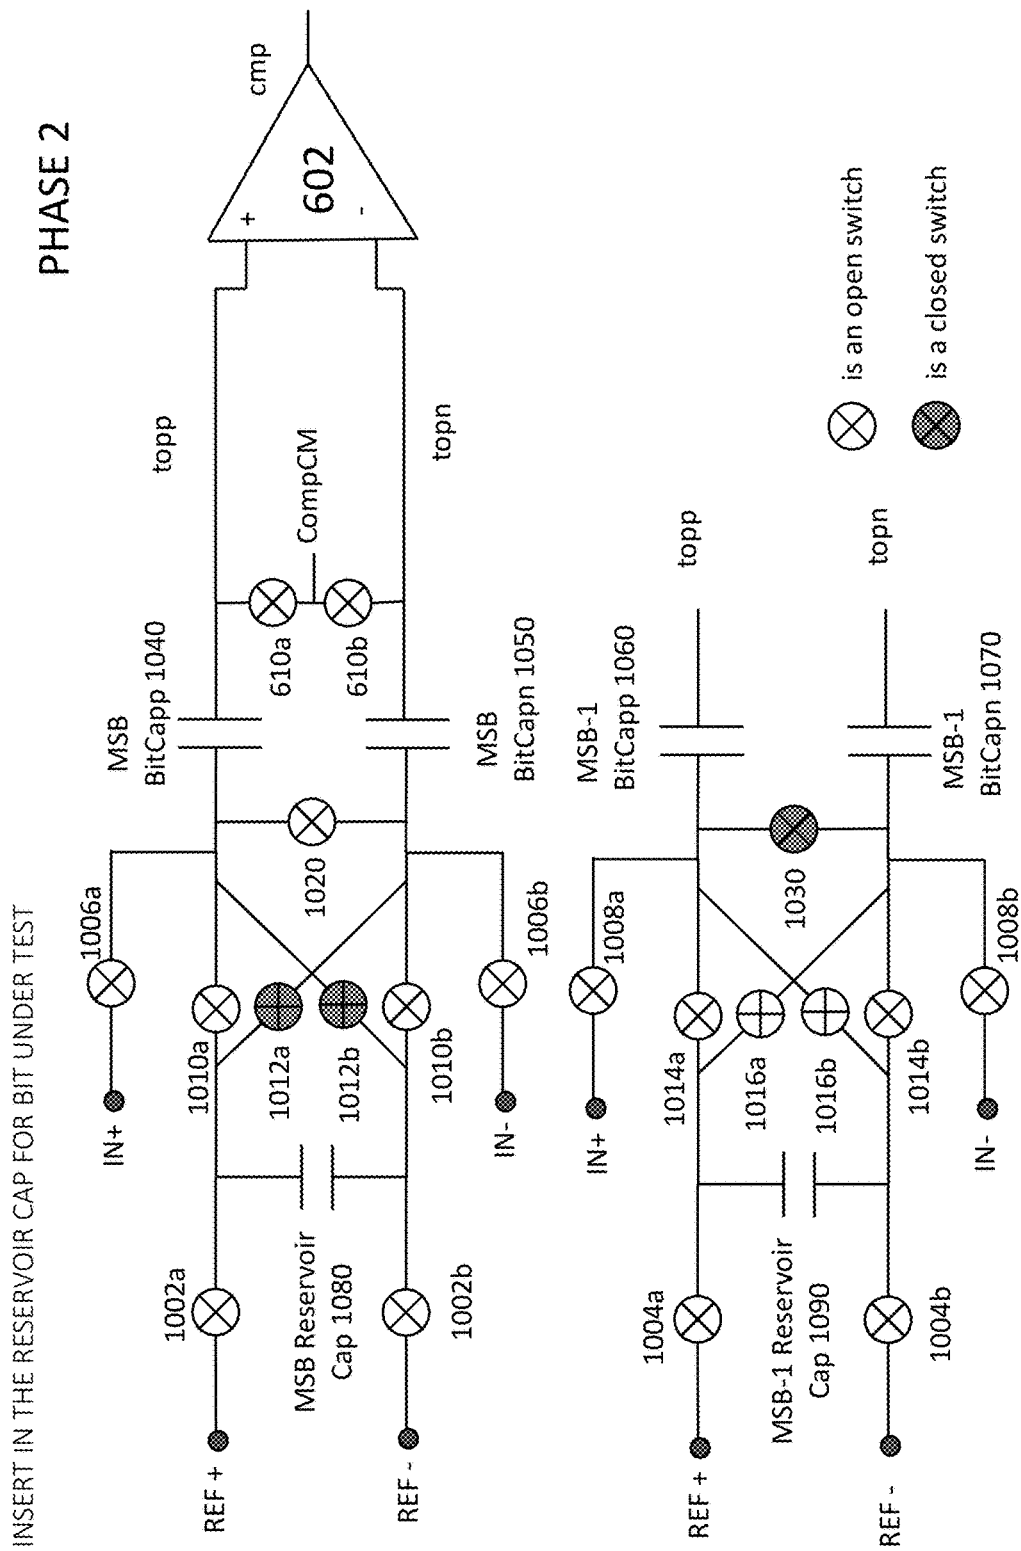 INSERT IN THE RESERVOIR CAP FOR BIT UNDER TEST
PHASE 2
cmp
602
+
-
topp
topn
CompCM
610a
610b
MSB
BitCapp 1040
MSB
BitCapn 1050
1006a
1020
1006b
1010a
1012a
1012b
1010b
IN+
IN-
1002a
MSB Reservoir
Cap 1080
1002b
REF +
REF -
topp
topn
MSB-1
BitCapp 1060
MSB-1
BitCapn 1070
1008a
1030
1008b
1014a
1016a
1016b
1014b
IN+
IN-
1004a
MSB-1 Reservoir
Cap 1090
1004b
REF +
REF -
is an open switch
is a closed switch